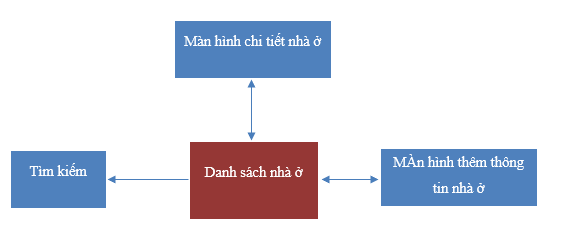 Màn hình chi tiết nhà ở
Tìm kiếm
Danh sách nhà ở
MÀn hình thêm thông
tin nhà ở